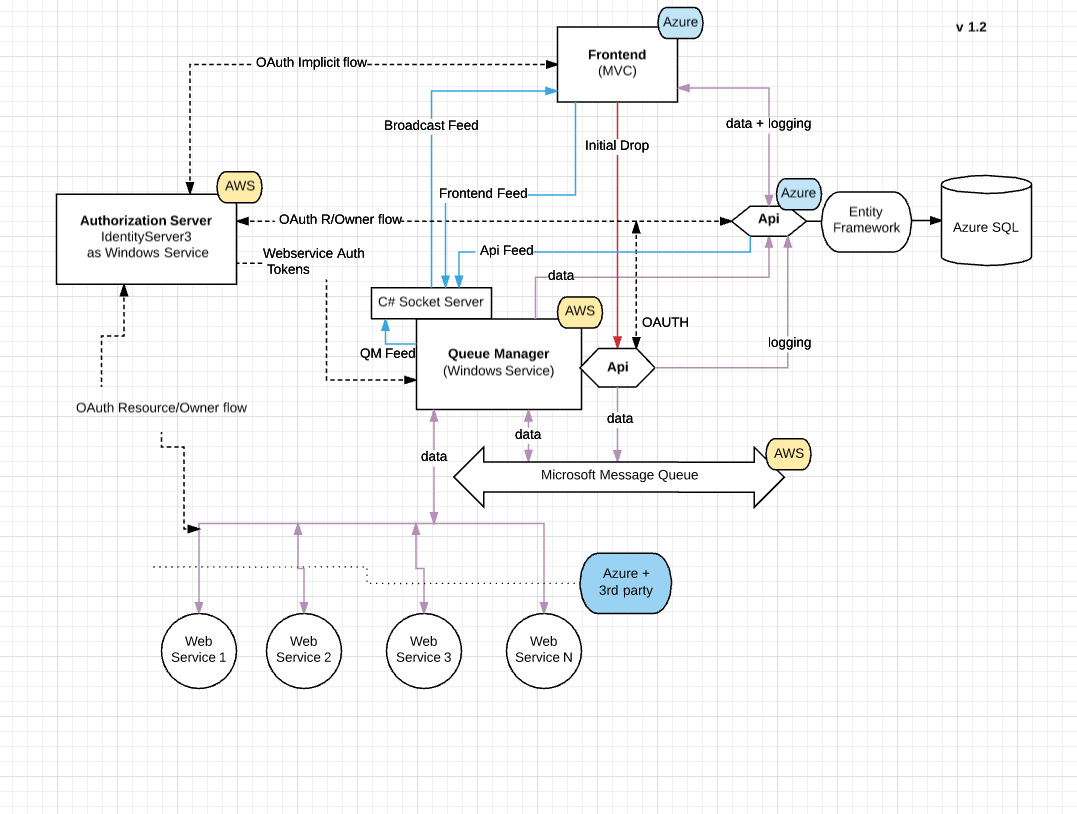 Azure
v 1.2
Frontend
(MVC)
OAuth Implicit flow
Broadcast Feed
data + logging
Initial Drop
AWS
Azure
Frontend Feed
Authorization Server
IdentityServer3
as Windows Service
OAuth R/Owner flow
Api
Entity
Framework
Azure SQL
Webservice Auth
Tokens
Api Feed
data
C# Socket Server
AWS
OAUTH
QM Feed
Queue Manager
(Windows Service)
Api
logging
OAuth Resource/Owner flow
data
data
data
AWS
Microsoft Message Queue
Azure +
3rd party
Web
Service 1
Web
Service 2
Web
Service 3
Web
Service N